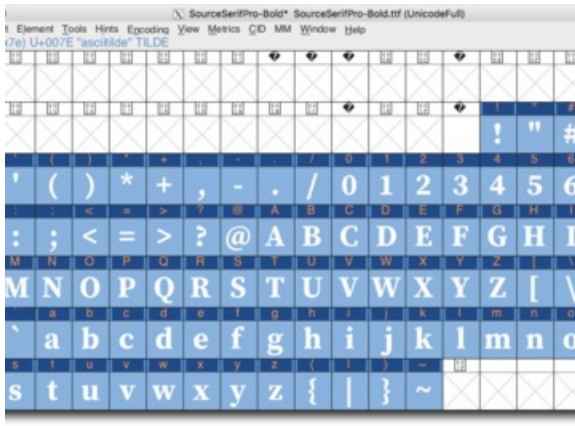 SourceSerifPro-Bold* SourceSerifPro-Bold.ttf (UnicodeFull)
t Element Tools Hints Encoding View Metrics CID MM Window Help
x7e) U+007E "asciitilde" TILDE
! " #
! " #
' ( ) * + , - . / 0 1 2 3 4 5 6
' ( ) * + , - . / 0 1 2 3 4 5 6
: ; < = > ? @ A B C D E F G H I
: ; < = > ? @ A B C D E F G H I
M N O P Q R S T U V W X Y Z [ \
M N O P Q R S T U V W X Y Z [ \
` a b c d e f g h i j k l m n o
` a b c d e f g h i j k l m n o
s t u v w x y z { | } ~
s t u v w x y z { | } ~